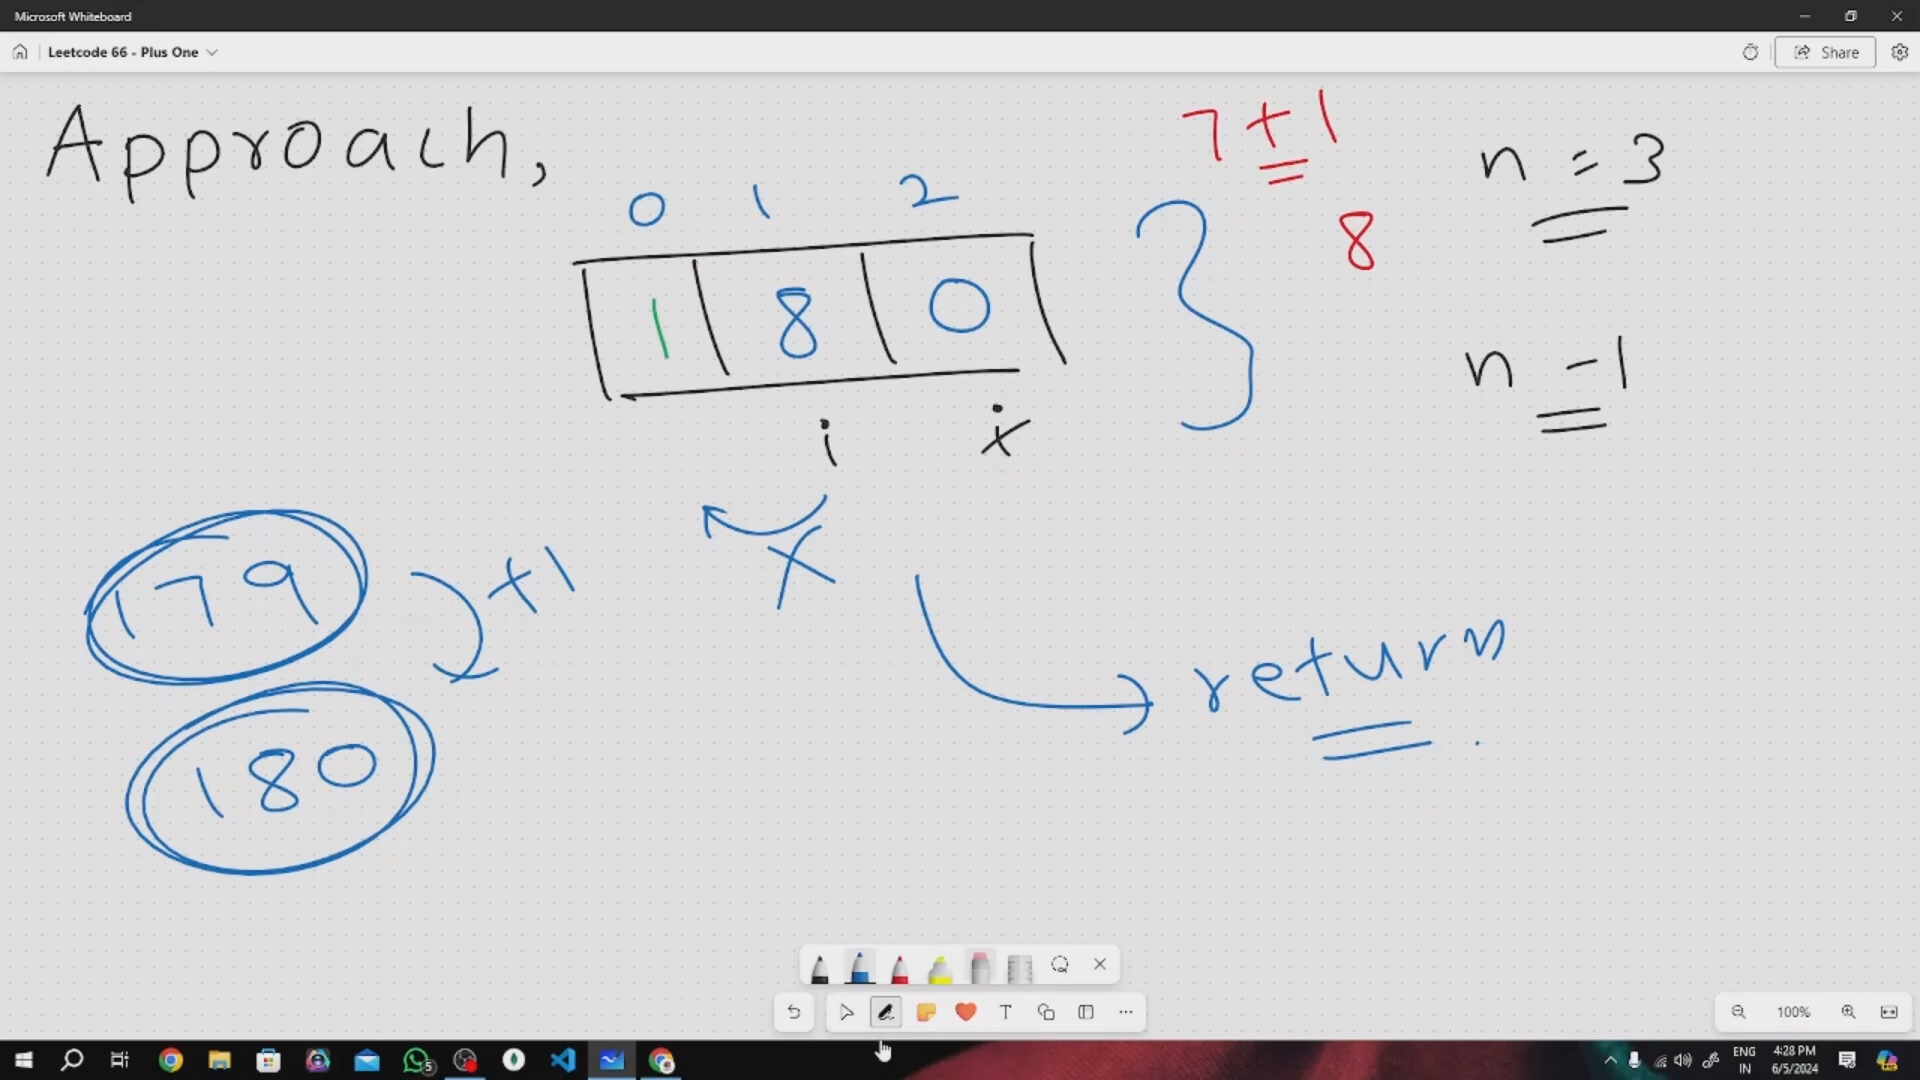 Microsoft Whiteboard
Leetcode 66 - Plus One
Share
Approach,
7 + 1
n = 3
0 1 2
8
1 8 0
n - 1
i i
179
+1
return
180
T
100%
5
ENG
IN
4:28 PM
6/5/2024